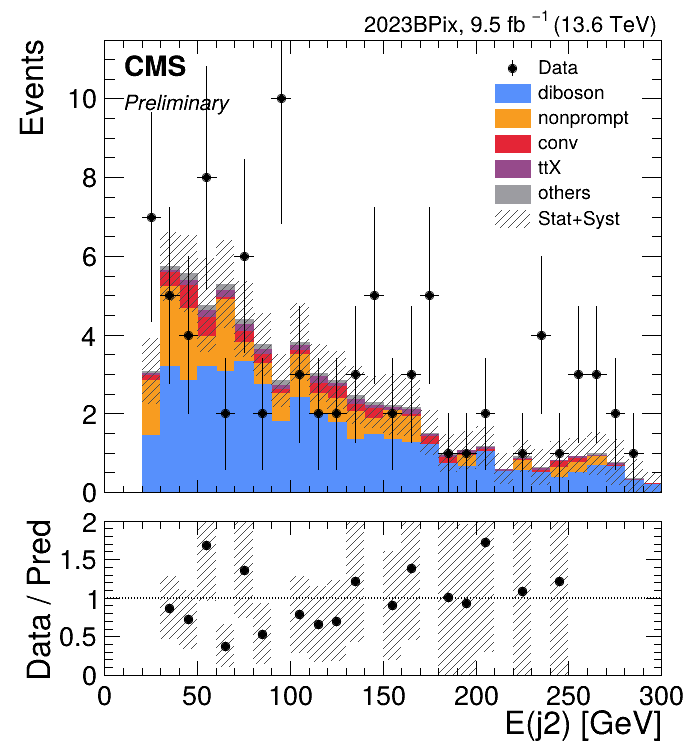 2023BPix, 9.5 fb⁻¹ (13.6 TeV)
CMS
Preliminary
Events
Data
diboson
nonprompt
conv
ttX
others
Stat+Syst
10
8
6
4
2
0
Data / Pred
2
1.5
1
0.5
0
0 50 100 150 200 250 300
E(j2) [GeV]